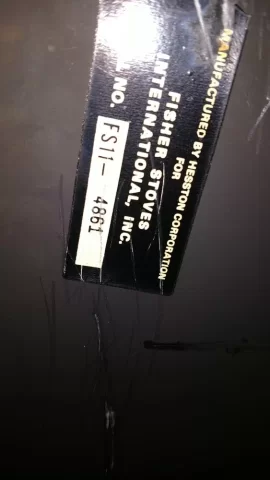 MANUFACTURED BY HESSTON CORPORATION
FOR
FISHER STOVES
INTERNATIONAL, INC.
NO. FS11- 4861